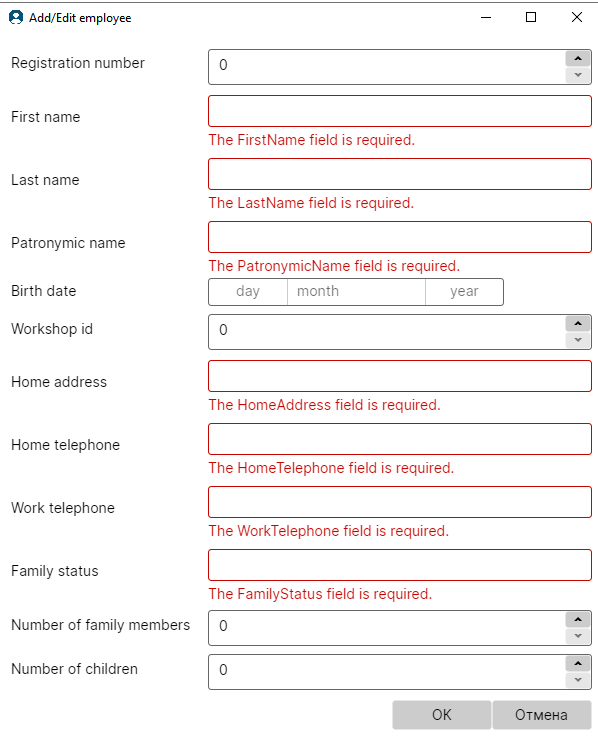 Add/Edit employee
Registration number 0
First name
The FirstName field is required.
Last name
The LastName field is required.
Patronymic name
The PatronymicName field is required.
Birth date day month year
Workshop id 0
Home address
The HomeAddress field is required.
Home telephone
The HomeTelephone field is required.
Work telephone
The WorkTelephone field is required.
Family status
The FamilyStatus field is required.
Number of family members 0
Number of children 0
OK Отмена